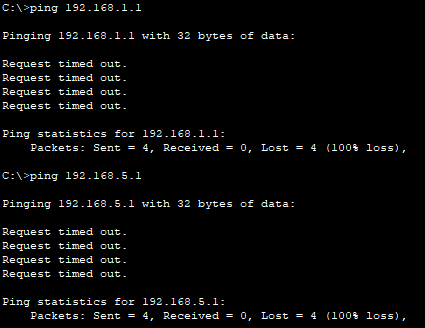 C:\>ping 192.168.1.1
Pinging 192.168.1.1 with 32 bytes of data:
Request timed out.
Request timed out.
Request timed out.
Request timed out.
Ping statistics for 192.168.1.1:
    Packets: Sent = 4, Received = 0, Lost = 4 (100% loss),
C:\>ping 192.168.5.1
Pinging 192.168.5.1 with 32 bytes of data:
Request timed out.
Request timed out.
Request timed out.
Request timed out.
Ping statistics for 192.168.5.1:
    Packets: Sent = 4, Received = 0, Lost = 4 (100% loss),